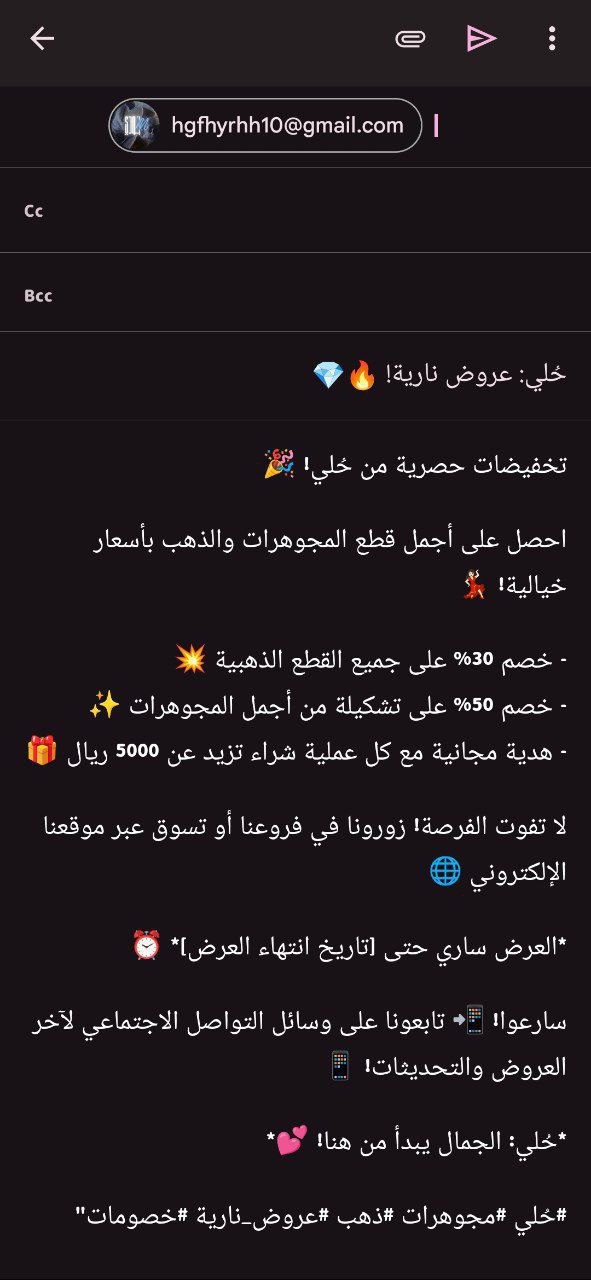 hgfhyrhh10@gmail.com
Cc
Bcc
حُلي: عروض نارية! 🔥💎
تخفيضات حصرية من حُلي! 🎉
احصل على أجمل قطع المجوهرات والذهب بأسعار
خيالية! 💃
- خصم 30% على جميع القطع الذهبية 💥
- خصم 50% على تشكيلة من أجمل المجوهرات ✨
- هدية مجانية مع كل عملية شراء تزيد عن 5000 ريال 🎁
لا تفوت الفرصة! زورونا في فروعنا أو تسوق عبر موقعنا
الإلكتروني 🌐
*العرض ساري حتى [تاريخ انتهاء العرض]* ⏰
سارعوا! 📲 تابعونا على وسائل التواصل الاجتماعي لآخر
العروض والتحديثات! 📱
*حُلي: الجمال يبدأ من هنا! 💕*
#حُلي #مجوهرات #ذهب #عروض_نارية #خصومات"